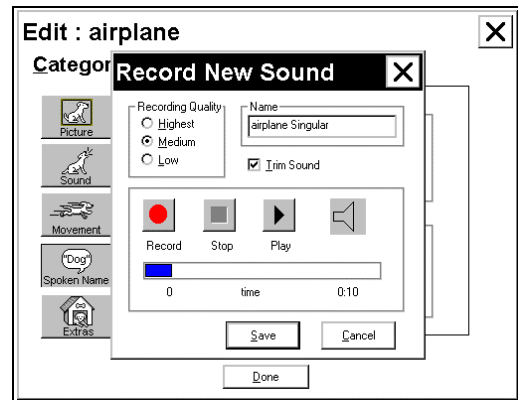 Edit : airplane
Categor
Record New Sound
Recording Quality
Highest
Medium
Low
Name
airplane Singular
Trim Sound
Picture
Sound
Movement
"Dog"
Spoken Name
Extras
Record Stop Play
0 time 0:10
Save Cancel
Done